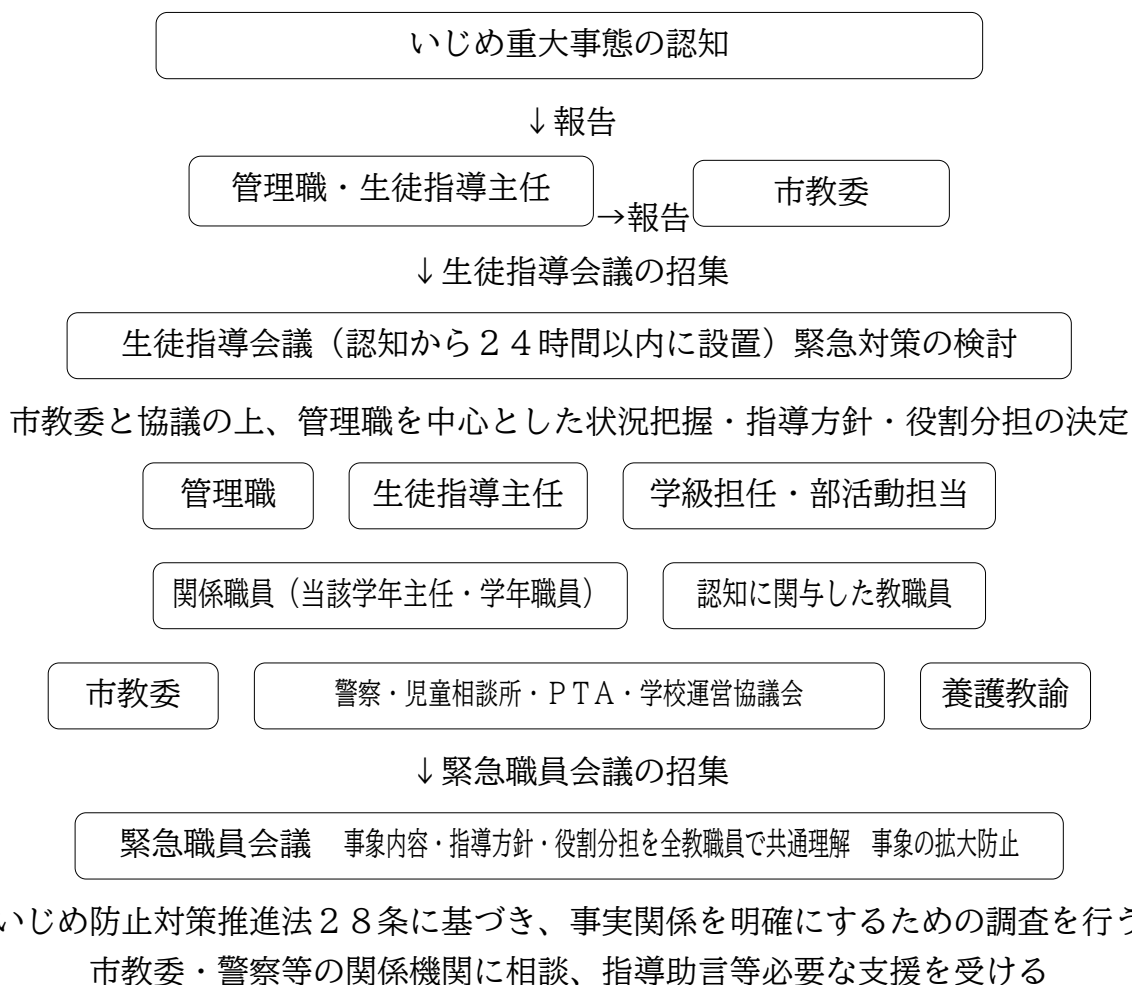 いじめ重大事態の認知
↓報告
管理職・生徒指導主任 →報告 市教委
↓生徒指導会議の招集
生徒指導会議（認知から２４時間以内に設置）緊急対策の検討
市教委と協議の上、管理職を中心とした状況把握・指導方針・役割分担の決定
管理職 生徒指導主任 学級担任・部活動担当
関係職員（当該学年主任・学年職員） 認知に関与した教職員
市教委 警察・児童相談所・ＰＴＡ・学校運営協議会 養護教諭
↓緊急職員会議の招集
緊急職員会議　事象内容・指導方針・役割分担を全教職員で共通理解　事象の拡大防止
いじめ防止対策推進法２８条に基づき、事実関係を明確にするための調査を行う
市教委・警察等の関係機関に相談、指導助言等必要な支援を受ける